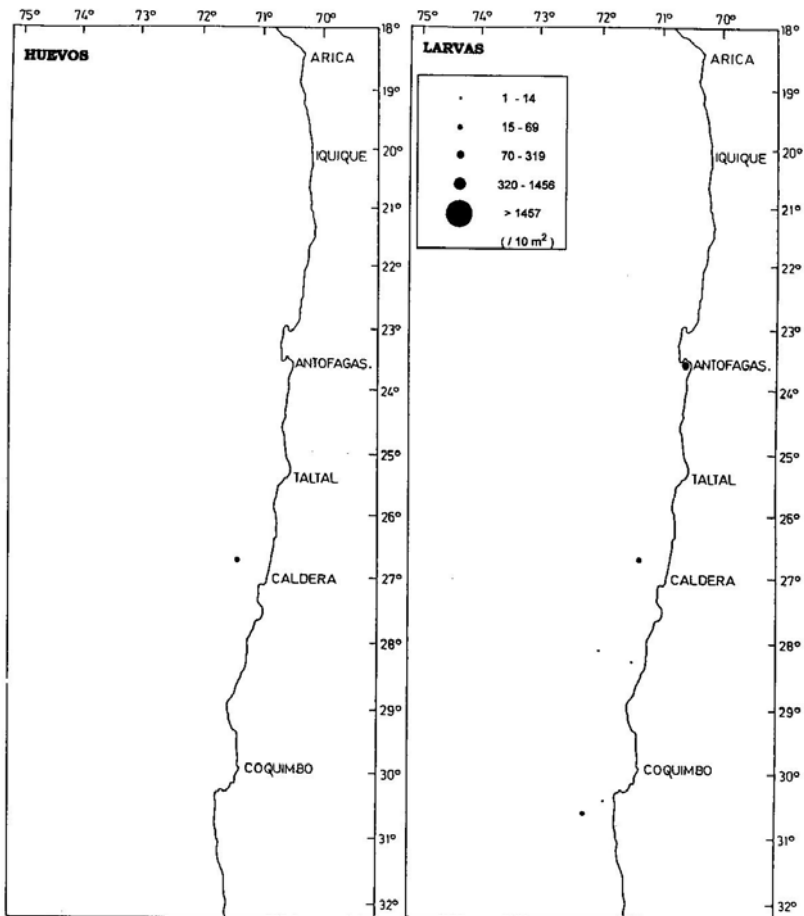 75° 74° 73° 72° 71° 70°
HUEVOS
18°
ARICA
19°
IQUIQUE
20°
21°
22°
23°
ANTOFAGAS.
24°
25°
TALTAL
26°
CALDERA
27°
28°
29°
COQUIMBO
30°
31°
32°
75° 74° 73° 72° 71° 70°
LARVAS
18°
ARICA
1 - 14
15 - 69
70 - 319
320 - 1456
> 1457
( / 10 m²)
19°
IQUIQUE
20°
21°
22°
23°
ANTOFAGAS.
24°
25°
TALTAL
26°
CALDERA
27°
28°
29°
COQUIMBO
30°
31°
32°